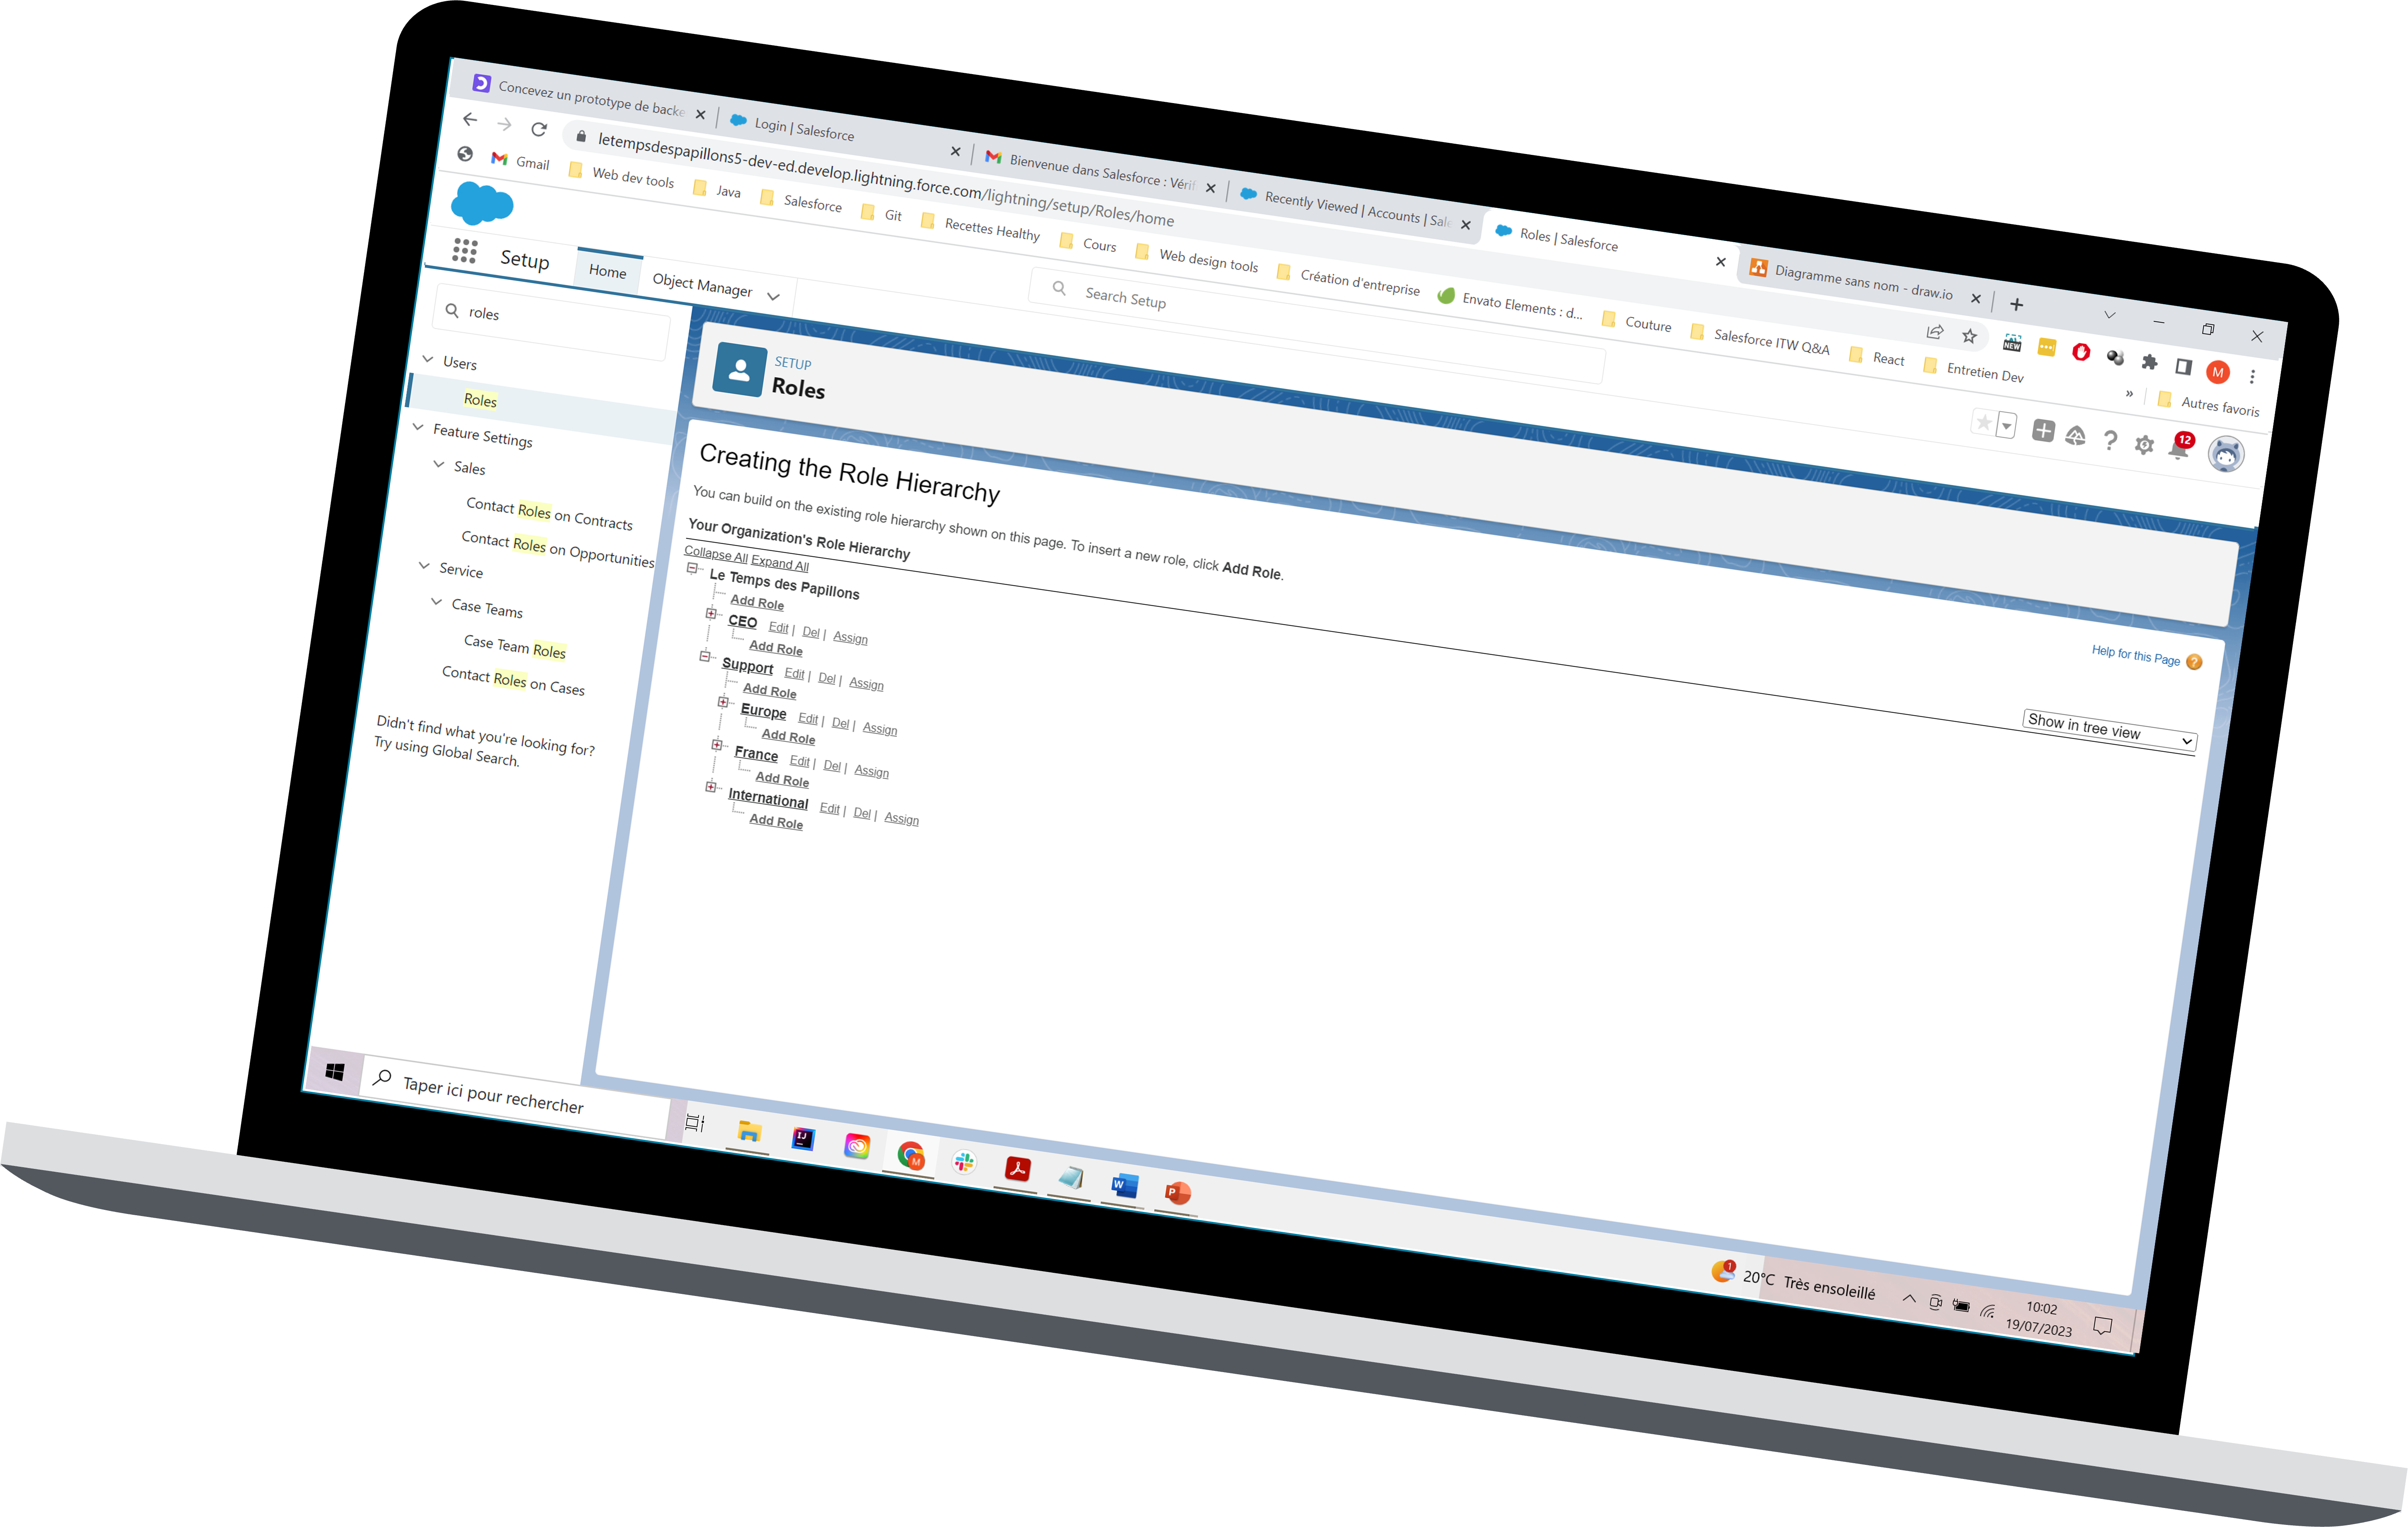 Concevez un prototype de backe
Login | Salesforce
Bienvenue dans Salesforce : Vérif
Recently Viewed | Accounts | Sale
Roles | Salesforce
Diagramme sans nom - draw.io
letempsdespapillons5-dev-ed.develop.lightning.force.com/lightning/setup/Roles/home
Gmail
Web dev tools
Java
Salesforce
Git
Recettes Healthy
Cours
Web design tools
Création d'entreprise
Envato Elements : d...
Couture
Salesforce ITW Q&A
React
Entretien Dev
»
Autres favoris
NEW
M
Search Setup
12
Setup
Home
Object Manager
roles
Users
Roles
Feature Settings
Sales
Contact Roles on Contracts
Contact Roles on Opportunities
Service
Case Teams
Case Team Roles
Contact Roles on Cases
Didn't find what you're looking for?
Try using Global Search.
SETUP
Roles
Creating the Role Hierarchy
Help for this Page ?
You can build on the existing role hierarchy shown on this page. To insert a new role, click Add Role.
Your Organization's Role Hierarchy
Show in tree view
Collapse All Expand All
Le Temps des Papillons
Add Role
CEO Edit | Del | Assign
Add Role
Support Edit | Del | Assign
Add Role
Europe Edit | Del | Assign
Add Role
France Edit | Del | Assign
Add Role
International Edit | Del | Assign
Add Role
Taper ici pour rechercher
IJ
M
W
P
1
20°C Très ensoleillé
10:02
19/07/2023